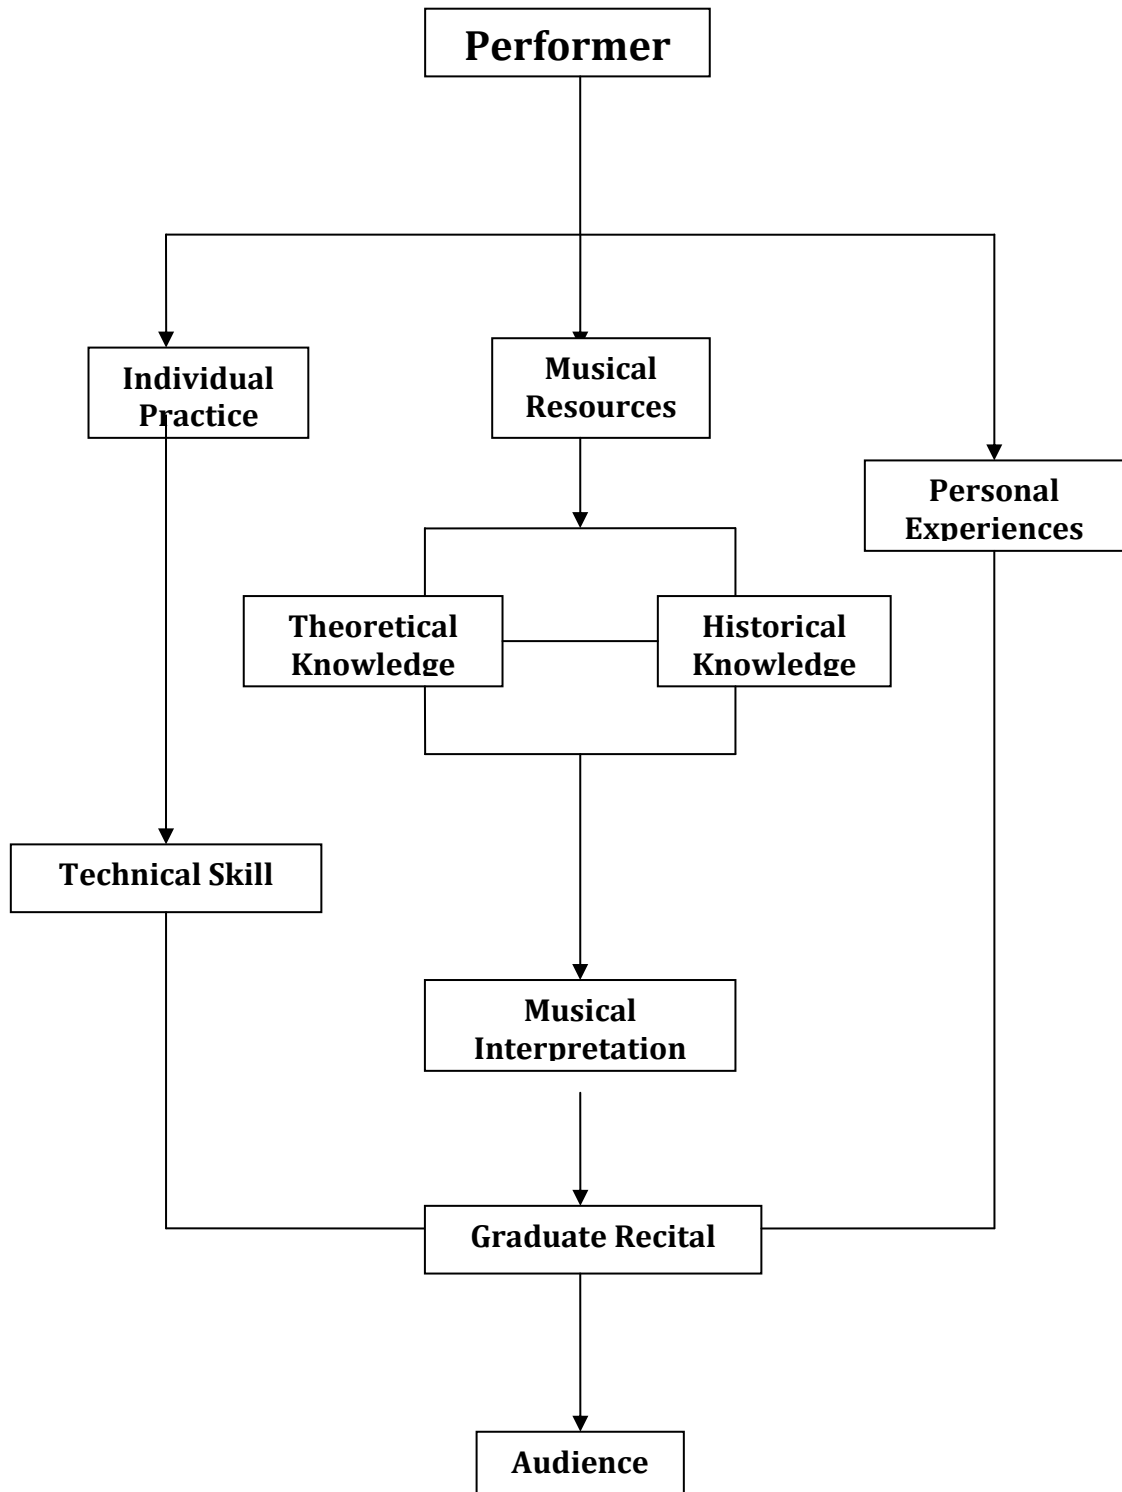 Performer
Individual
Practice
Musical
Resources
Personal
Experiences
Theoretical
Knowledge
Historical
Knowledge
Technical Skill
Musical
Interpretation
Graduate Recital
Audience